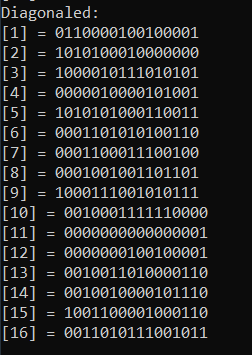 Diagonaled:
[1] = 0110000100100001
[2] = 1010100010000000
[3] = 1000010111010101
[4] = 0000010000101001
[5] = 1010101000110011
[6] = 0001101010100110
[7] = 0001100011100100
[8] = 0001001001101101
[9] = 1000111001010111
[10] = 0010001111110000
[11] = 0000000000000001
[12] = 0000000100100001
[13] = 0010011010000110
[14] = 0010010000101110
[15] = 1001100001000110
[16] = 0011010111001011